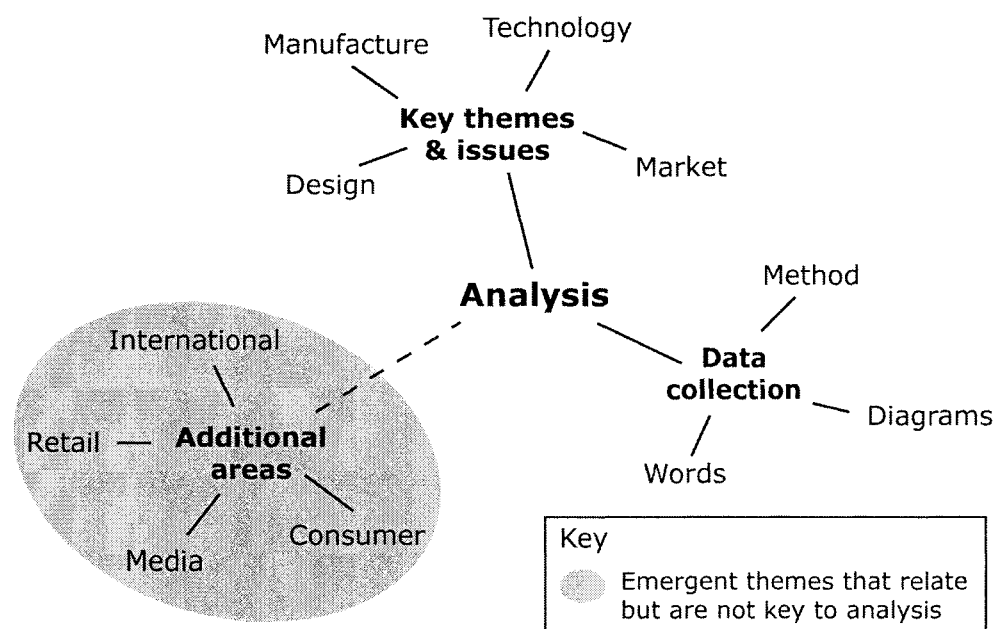 Technology
Manufacture
Key themes
& issues
Market
Design
Method
Analysis
International
Data
collection
Diagrams
Retail
Additional
areas
Words
Consumer
Media
Key
Emergent themes that relate
but are not key to analysis